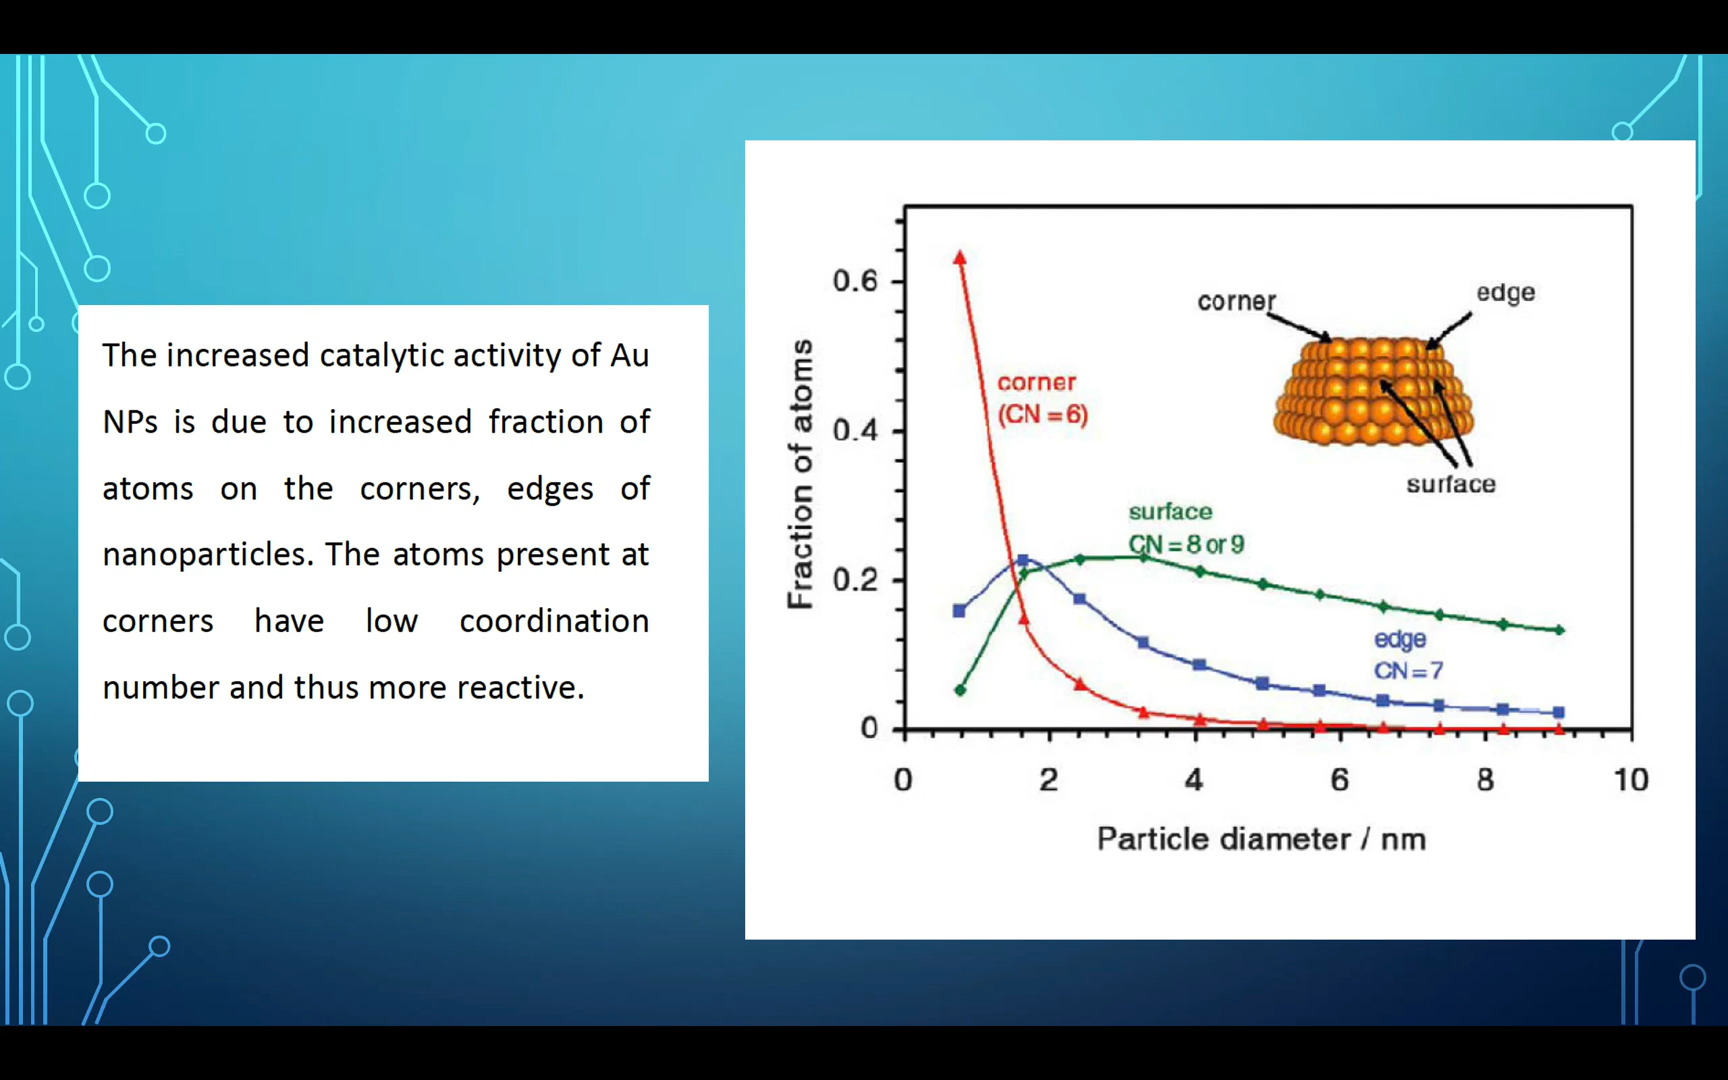 The increased catalytic activity of Au
NPs is due to increased fraction of
atoms on the corners, edges of
nanoparticles. The atoms present at
corners have low coordination
number and thus more reactive.
Fraction of atoms
0.6
0.4
0.2
0
corner
(CN = 6)
surface
CN = 8 or 9
edge
CN = 7
corner
edge
surface
0 2 4 6 8 10
Particle diameter / nm